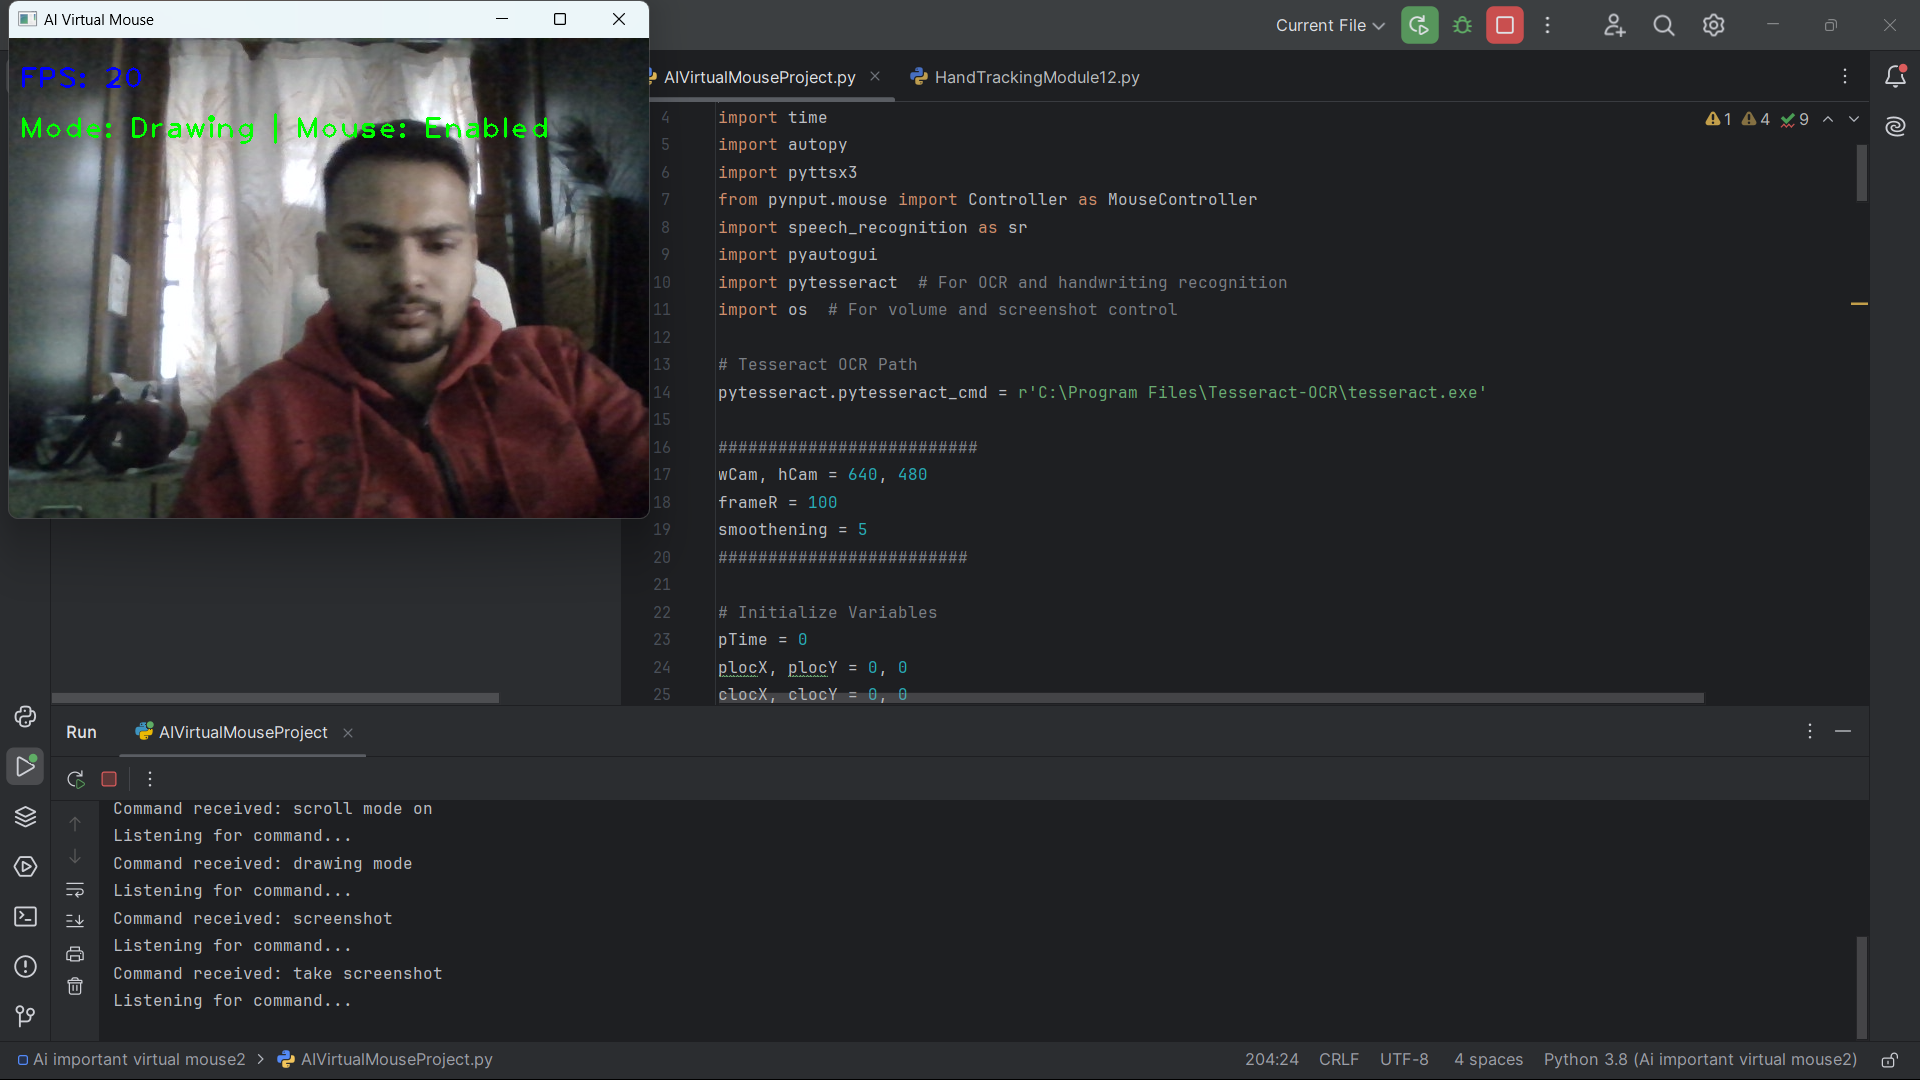 AI Virtual Mouse
FPS: 20
Mode: Drawing | Mouse: Enabled
Current File
AIVirtualMouseProject.py
HandTrackingModule12.py
1 4 9
4 import time
5 import autopy
6 import pyttsx3
7 from pynput.mouse import Controller as MouseController
8 import speech_recognition as sr
9 import pyautogui
10 import pytesseract  # For OCR and handwriting recognition
11 import os  # For volume and screenshot control
12
13 # Tesseract OCR Path
14 pytesseract.pytesseract_cmd = r'C:\Program Files\Tesseract-OCR\tesseract.exe'
15
16 ##########################
17 wCam, hCam = 640, 480
18 frameR = 100
19 smoothening = 5
20 #########################
21
22 # Initialize Variables
23 pTime = 0
24 plocX, plocY = 0, 0
25 clocX, clocY = 0, 0
Run
AIVirtualMouseProject
Command received: scroll mode on
Listening for command...
Command received: drawing mode
Listening for command...
Command received: screenshot
Listening for command...
Command received: take screenshot
Listening for command...
Ai important virtual mouse2 > AIVirtualMouseProject.py
204:24 CRLF UTF-8 4 spaces Python 3.8 (Ai important virtual mouse2)